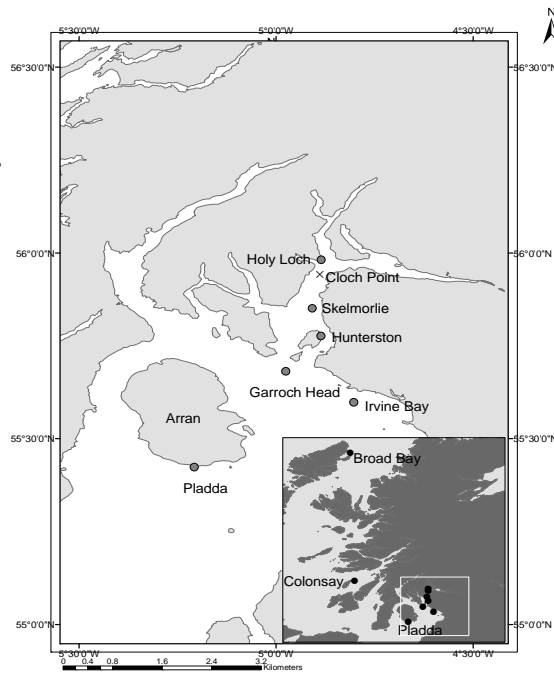 N
5°30'0"W 5°0'0"W 4°30'0"W
56°30'0"N 56°30'0"N
56°0'0"N 56°0'0"N
Holy Loch
Cloch Point
Skelmorlie
Hunterston
Garroch Head
Irvine Bay
Arran
55°30'0"N 55°30'0"N
Broad Bay
Pladda
Colonsay
Pladda
55°0'0"N 55°0'0"N
5°30'0"W 5°0'0"W 4°30'0"W
0 0.4 0.8 1.6 2.4 3.2
Kilometers